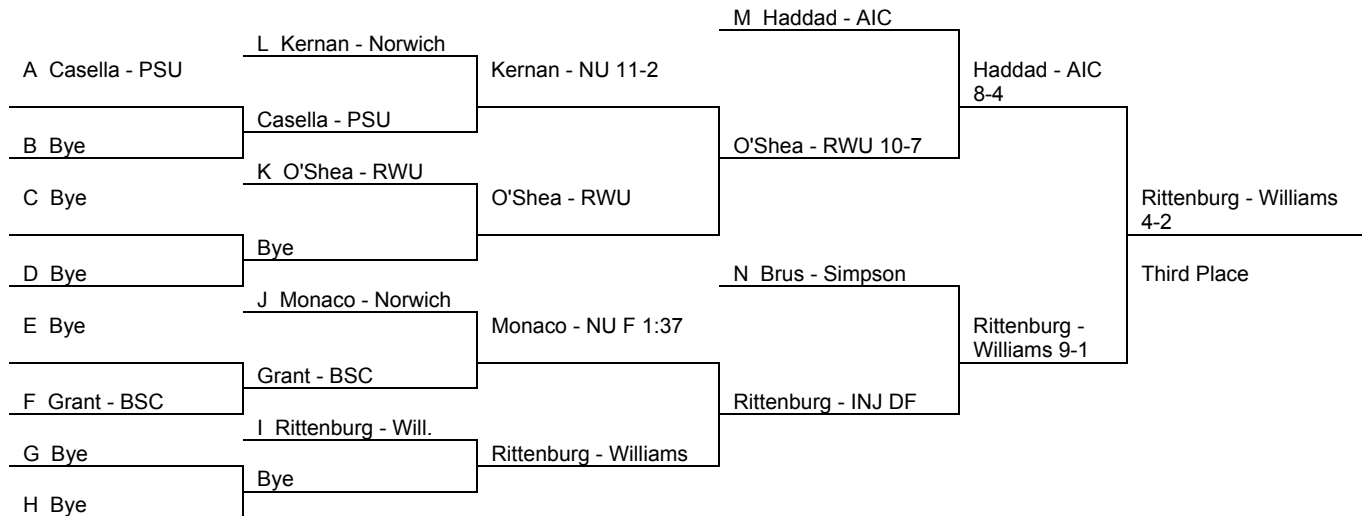 M Haddad - AIC
L Kernan - Norwich
A Casella - PSU
Kernan - NU 11-2
Haddad - AIC
8-4
Casella - PSU
B Bye
O'Shea - RWU 10-7
K O'Shea - RWU
C Bye
O'Shea - RWU
Rittenburg - Williams
4-2
Bye
D Bye
N Brus - Simpson
Third Place
J Monaco - Norwich
E Bye
Monaco - NU F 1:37
Rittenburg -
Williams 9-1
Grant - BSC
F Grant - BSC
Rittenburg - INJ DF
I Rittenburg - Will.
G Bye
Rittenburg - Williams
Bye
H Bye